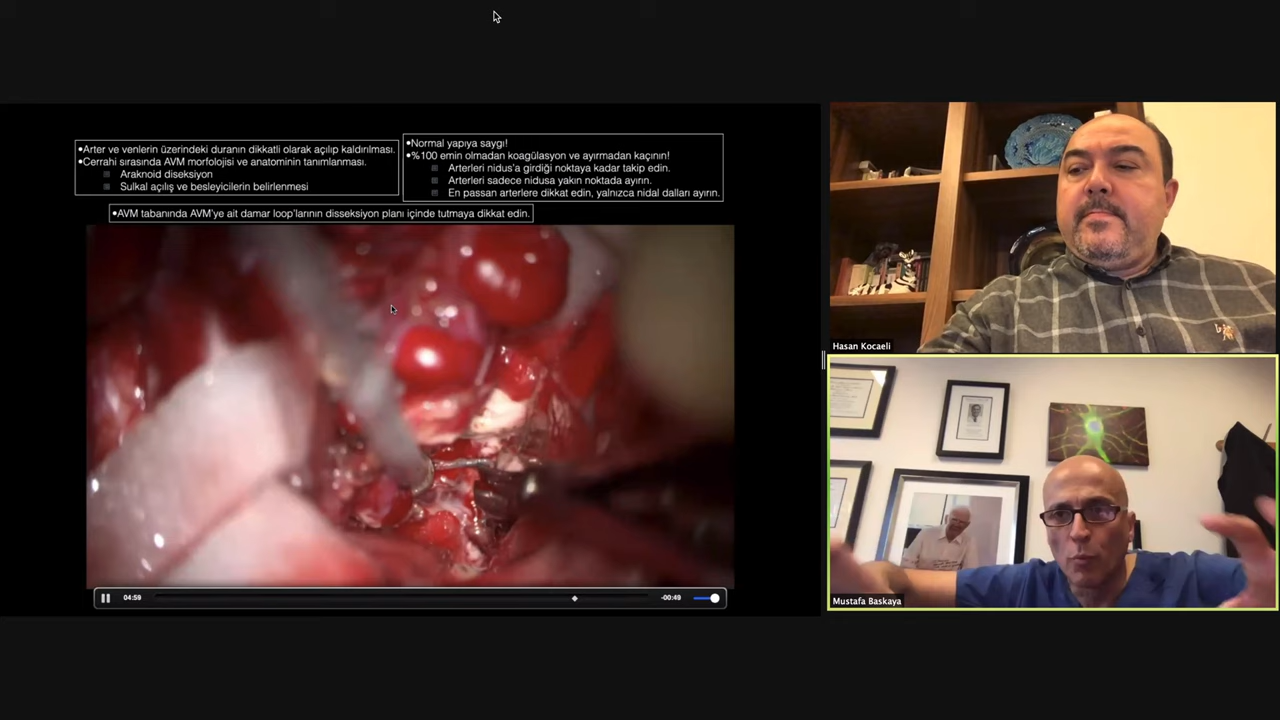 •Arter ve venlerin üzerindeki duranın dikkatli olarak açılıp kaldırılması.
•Cerrahi sırasında AVM morfolojisi ve anatominin tanımlanması.
Araknoid diseksiyon
Sulkal açılış ve besleyicilerin belirlenmesi
•Normal yapıya saygı!
•%100 emin olmadan koagülasyon ve ayırmadan kaçının!
Arterleri nidus'a girdiği noktaya kadar takip edin.
Arterleri sadece nidusa yakın noktada ayırın.
En passan arterlere dikkat edin, yalnızca nidal dalları ayırın.
•AVM tabanında AVM'ye ait damar loop'larının disseksiyon planı içinde tutmaya dikkat edin.
04:59
-00:49
Hasan Kocaeli
Mustafa Baskaya